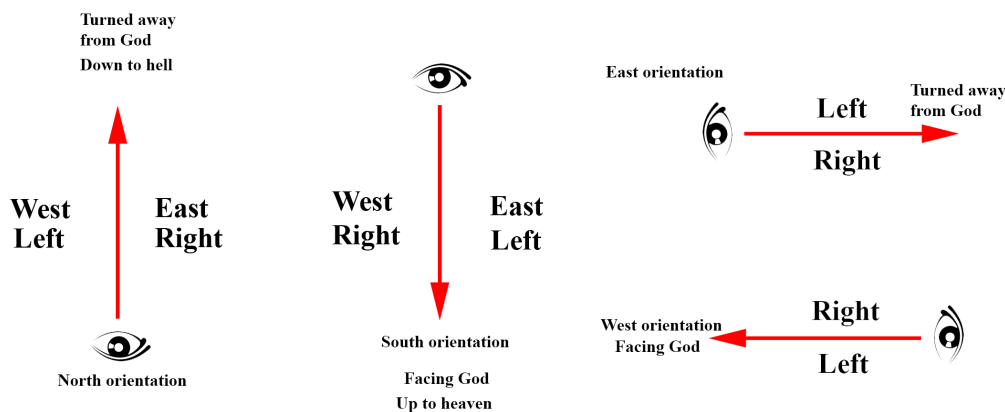 Turned away
from God
Down to hell
West
Left
East
Right
North orientation
West
Right
East
Left
South orientation
Facing God
Up to heaven
East orientation
Left
Right
Turned away
from God
Right
West orientation
Facing God
Left